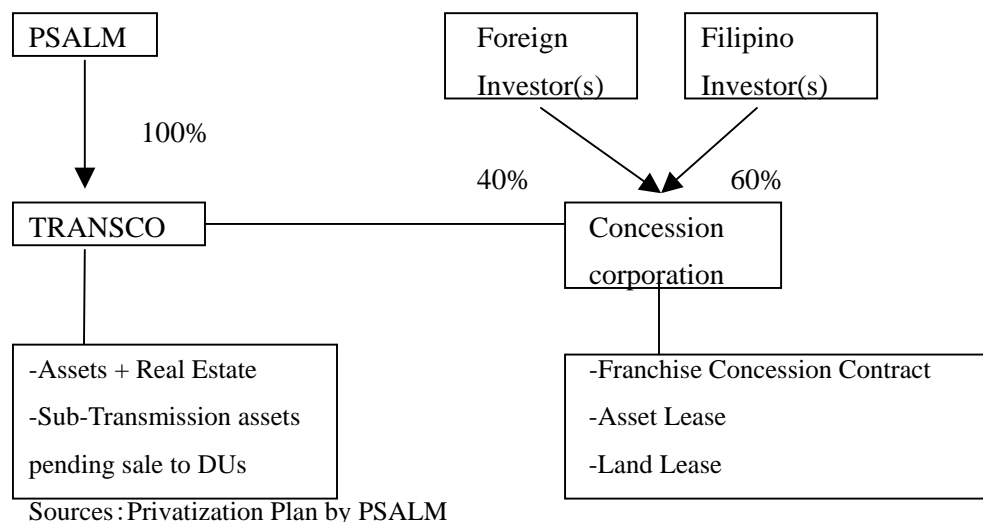 PSALM
Foreign
Investor(s)
Filipino
Investor(s)
100%
40%
60%
TRANSCO
Concession
corporation
-Assets + Real Estate
-Sub-Transmission assets
pending sale to DUs
-Franchise Concession Contract
-Asset Lease
-Land Lease
Sources:Privatization Plan by PSALM